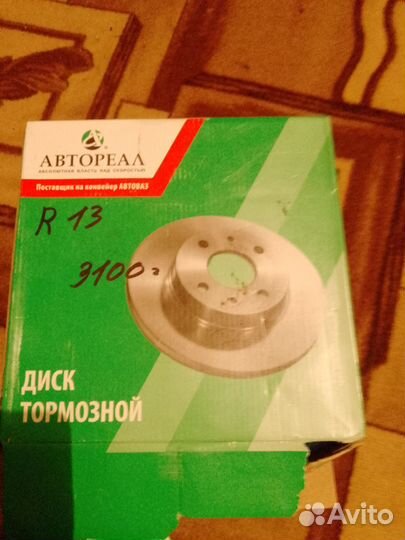 АВТОРЕАЛ
АБСОЛЮТНАЯ ВЛАСТЬ НАД СКОРОСТЬЮ
Поставщик на конвейер АВТОВАЗ
R 13
3100=
ДИСК
ТОРМОЗНОЙ
Avito